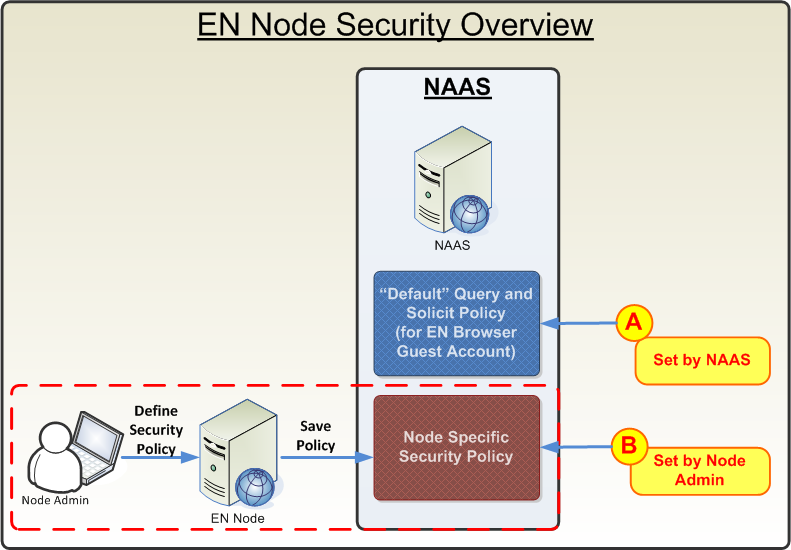 EN Node Security Overview
NAAS
NAAS
“Default” Query and
Solicit Policy
(for EN Browser
Guest Account)
A
Set by NAAS
Define
Security
Policy
Save
Policy
Node Specific
Security Policy
B
Set by Node
Admin
Node Admin
EN Node